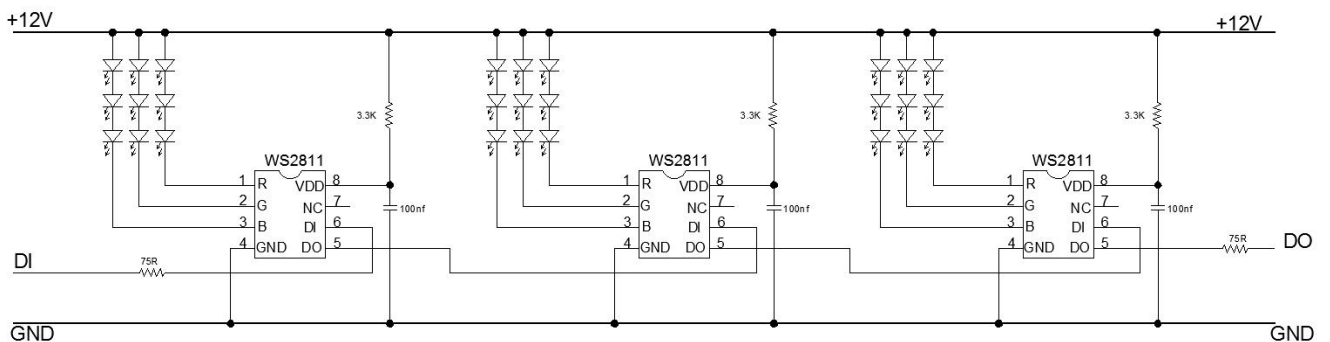 +12V
+12V
3.3K
3.3K
3.3K
WS2811
WS2811
WS2811
1 R VDD 8
2 G NC 7
3 B DI 6
4 GND DO 5
100nf
1 R VDD 8
2 G NC 7
3 B DI 6
4 GND DO 5
100nf
1 R VDD 8
2 G NC 7
3 B DI 6
4 GND DO 5
100nf
DI
75R
75R
DO
GND
GND